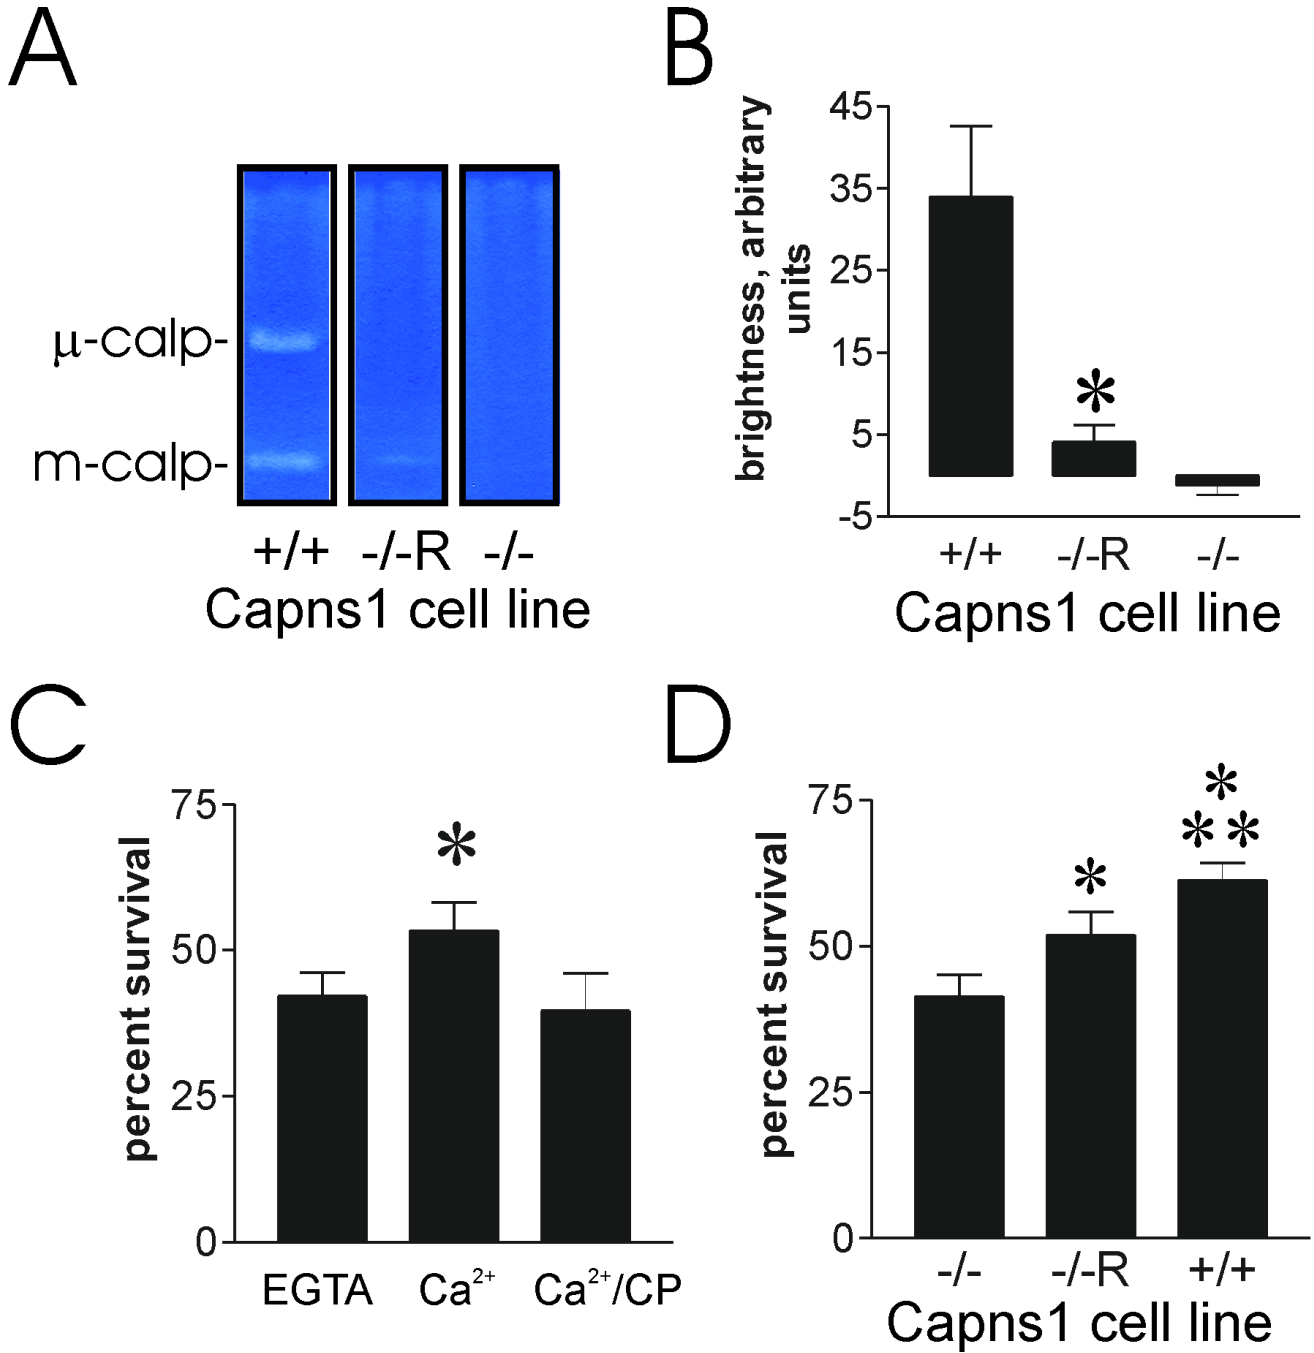 A
μ-calp-
m-calp-
+/+ -/-R -/-
Capns1 cell line
B
brightness, arbitrary
units
45
35
25
15
5
-5
*
+/+ -/-R -/-
Capns1 cell line
C
percent survival
75
50
25
0
*
EGTA Ca²⁺ Ca²⁺/CP
D
percent survival
75
50
25
0
*
*
* *
-/- -/-R +/+
Capns1 cell line